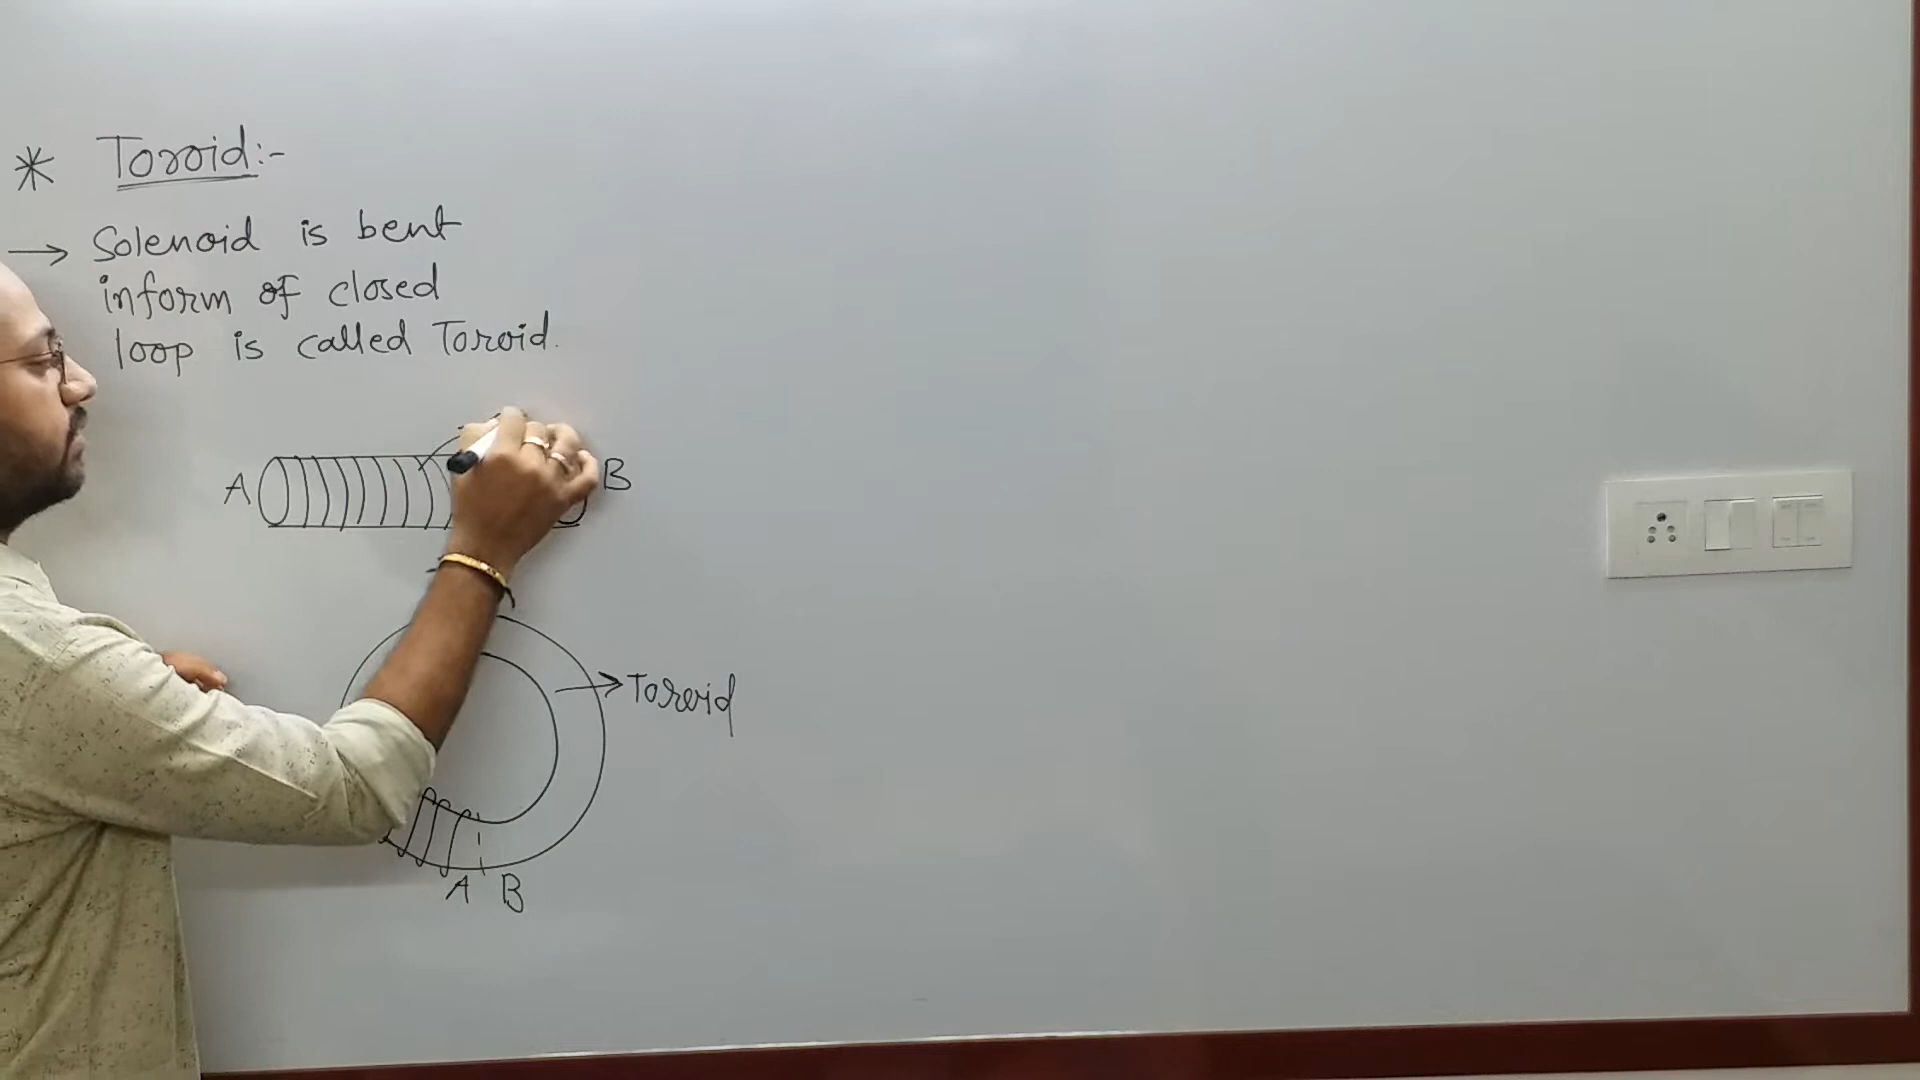 * Toroid:-
→ Solenoid is bent
inform of closed
loop is called Toroid.
A B
→ Toroid
A B